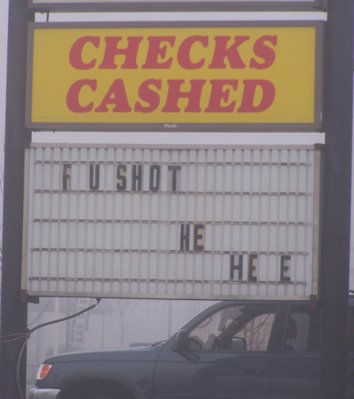 CHECKS
CASHED
F U SHOT
HE
HE E